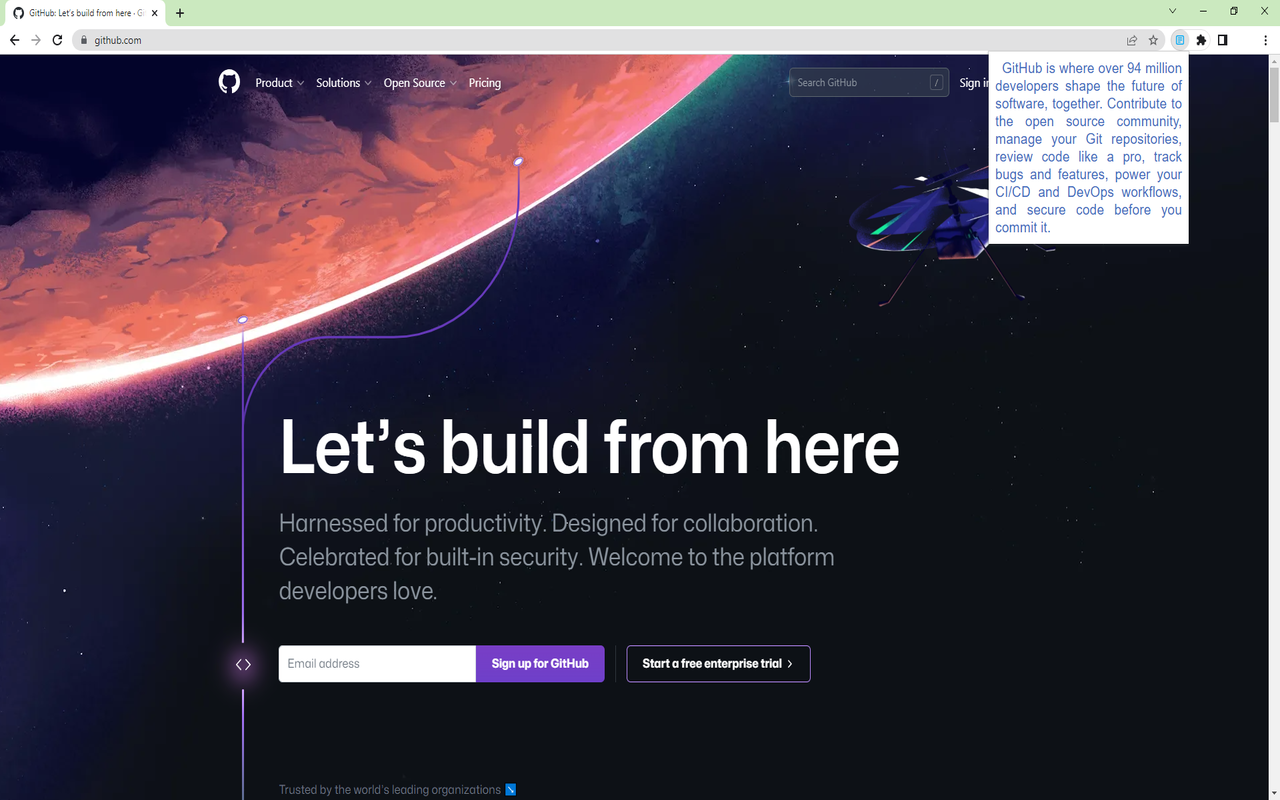 GitHub: Let's build from here · G
github.com
Product
Solutions
Open Source
Pricing
Search GitHub
/
Sign in
GitHub is where over 94 million
developers shape the future of
software, together. Contribute to
the open source community,
manage your Git repositories,
review code like a pro, track
bugs and features, power your
CI/CD and DevOps workflows,
and secure code before you
commit it.
Let’s build from here
Harnessed for productivity. Designed for collaboration.
Celebrated for built-in security. Welcome to the platform
developers love.
Email address
Sign up for GitHub
Start a free enterprise trial
Trusted by the world’s leading organizations